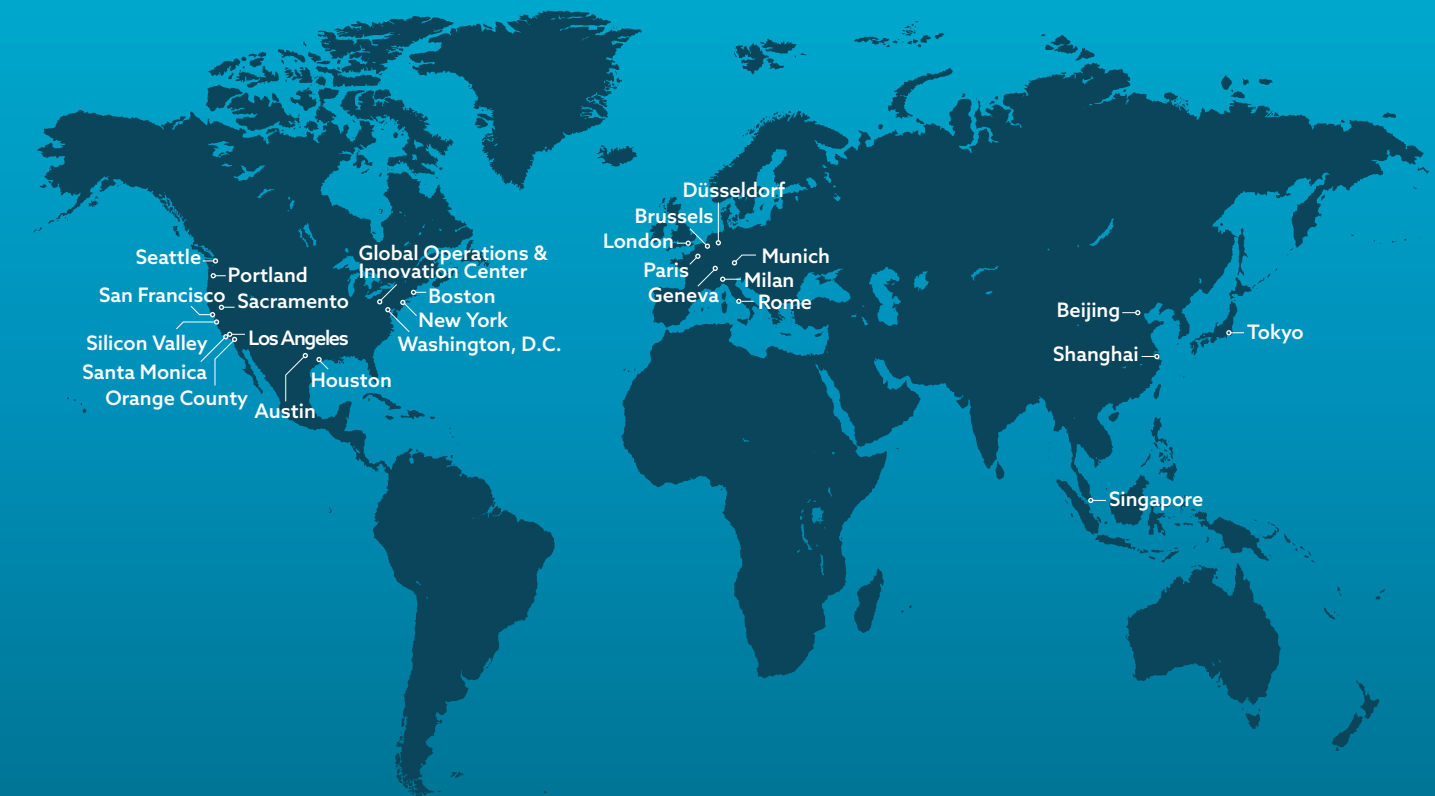 Seattle
Portland
San Francisco
Sacramento
Silicon Valley
Los Angeles
Santa Monica
Orange County
Austin
Houston
Global Operations &
Innovation Center
Boston
New York
Washington, D.C.
Düsseldorf
Brussels
London
Paris
Geneva
Munich
Milan
Rome
Beijing
Shanghai
Tokyo
Singapore